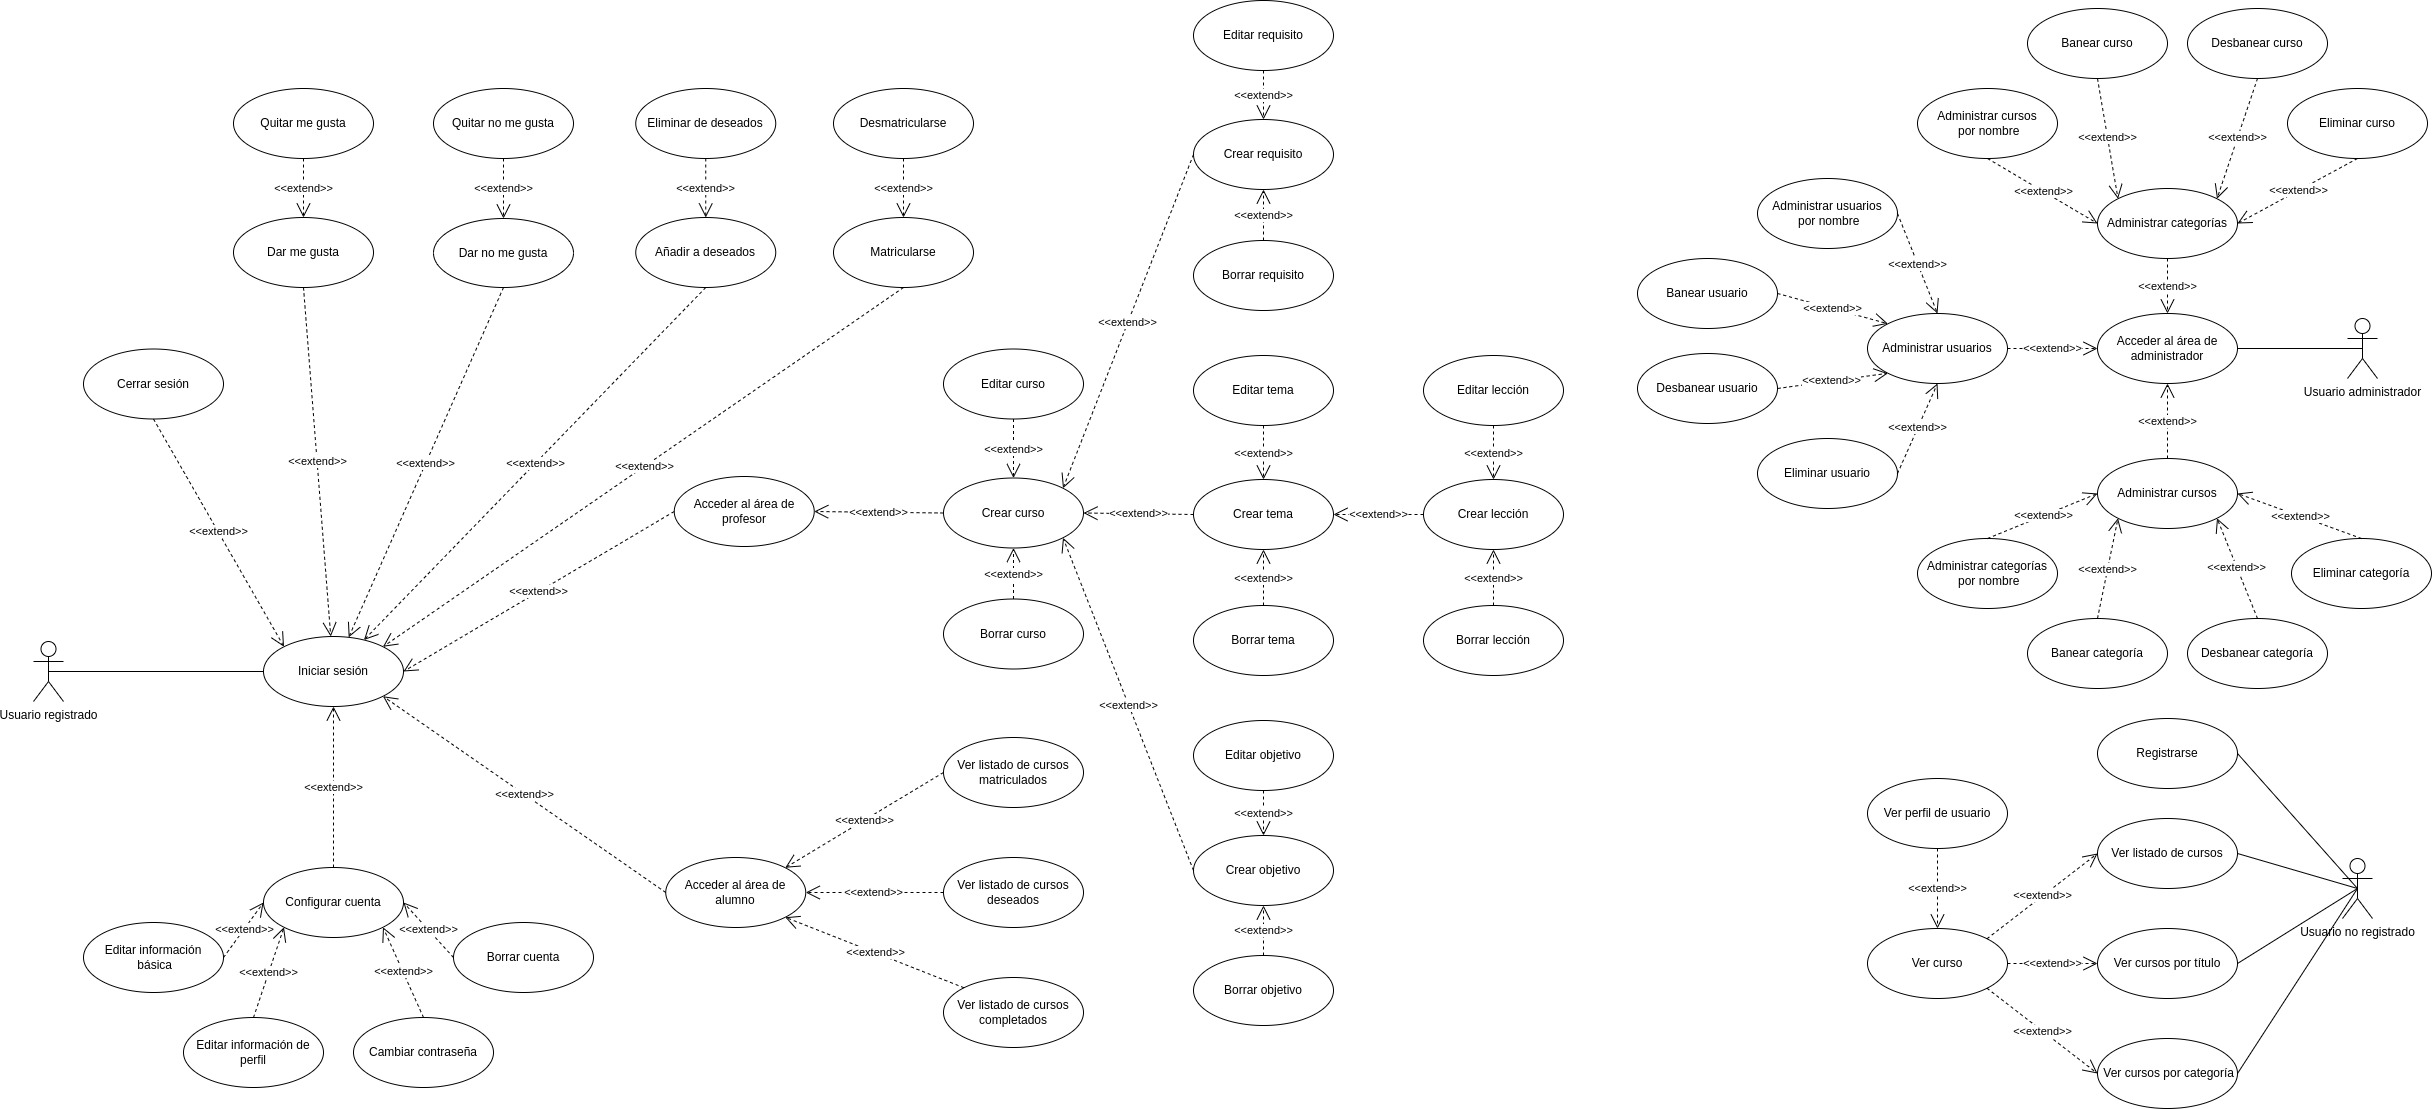 Editar requisito
<<extend>>
Crear requisito
<<extend>>
Borrar requisito
<<extend>>
Quitar me gusta
<<extend>>
Dar me gusta
<<extend>>
Quitar no me gusta
<<extend>>
Dar no me gusta
<<extend>>
Eliminar de deseados
<<extend>>
Añadir a deseados
<<extend>>
Desmatricularse
<<extend>>
Matricularse
<<extend>>
Cerrar sesión
<<extend>>
Iniciar sesión
Usuario registrado
Acceder al área de
profesor
<<extend>>
<<extend>>
Editar curso
<<extend>>
Crear curso
<<extend>>
Borrar curso
<<extend>>
Editar tema
<<extend>>
Crear tema
<<extend>>
Borrar tema
<<extend>>
Editar lección
<<extend>>
Crear lección
<<extend>>
Borrar lección
<<extend>>
Editar objetivo
<<extend>>
Crear objetivo
<<extend>>
Borrar objetivo
<<extend>>
Configurar cuenta
<<extend>>
Editar información
básica
<<extend>>
Editar información de
perfil
<<extend>>
Cambiar contraseña
<<extend>>
Borrar cuenta
<<extend>>
Acceder al área de
alumno
<<extend>>
Ver listado de cursos
matriculados
<<extend>>
Ver listado de cursos
deseados
<<extend>>
Ver listado de cursos
completados
Banear curso
<<extend>>
Desbanear curso
<<extend>>
Administrar cursos
por nombre
<<extend>>
Eliminar curso
<<extend>>
Administrar categorías
<<extend>>
Administrar usuarios
por nombre
<<extend>>
Banear usuario
<<extend>>
Desbanear usuario
<<extend>>
Eliminar usuario
<<extend>>
Administrar usuarios
<<extend>>
Acceder al área de
administrador
Usuario administrador
<<extend>>
Administrar cursos
<<extend>>
Administrar categorías
por nombre
<<extend>>
Banear categoría
<<extend>>
Desbanear categoría
<<extend>>
Eliminar categoría
Registrarse
Ver perfil de usuario
<<extend>>
Ver curso
<<extend>>
Ver listado de cursos
<<extend>>
Ver cursos por título
<<extend>>
Ver cursos por categoría
Usuario no registrado